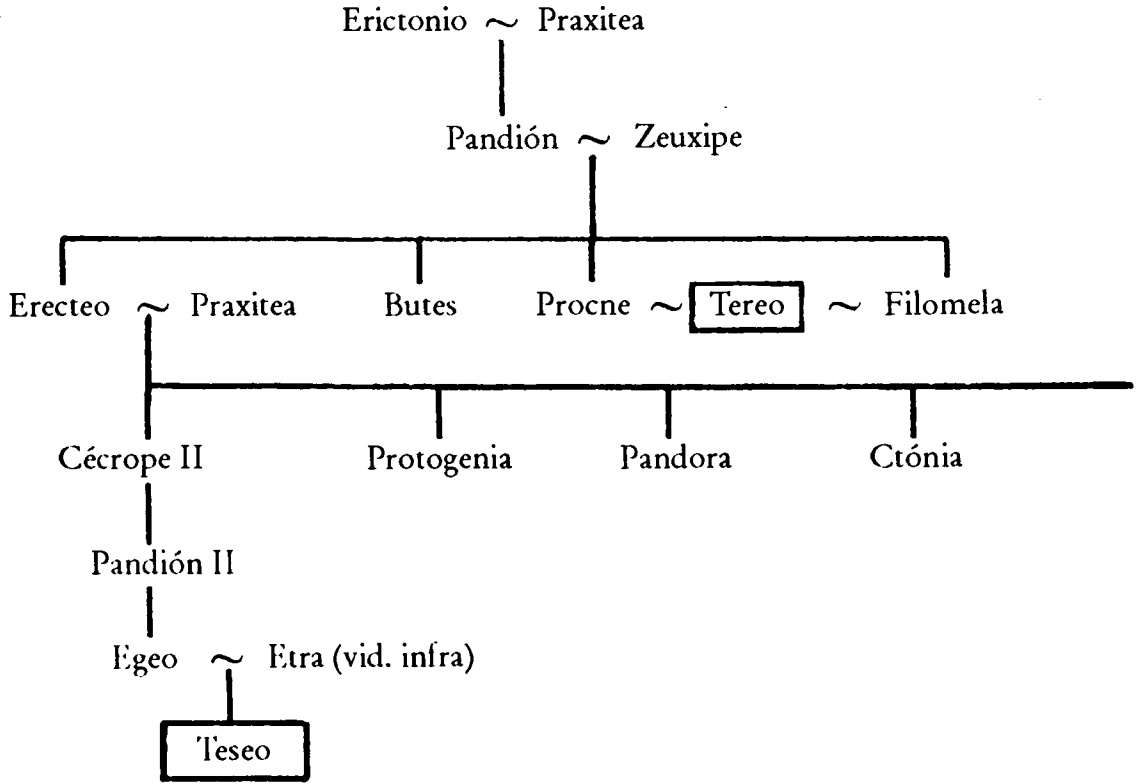 Erictonio ~ Praxitea
Pandión ~ Zeuxipe
Erecteo ~ Praxitea Butes Procne ~ Tereo ~ Filomela
Cécrope II Protogenia Pandora Ctónia
Pandión II
Egeo ~ Etra (vid. infra)
Teseo